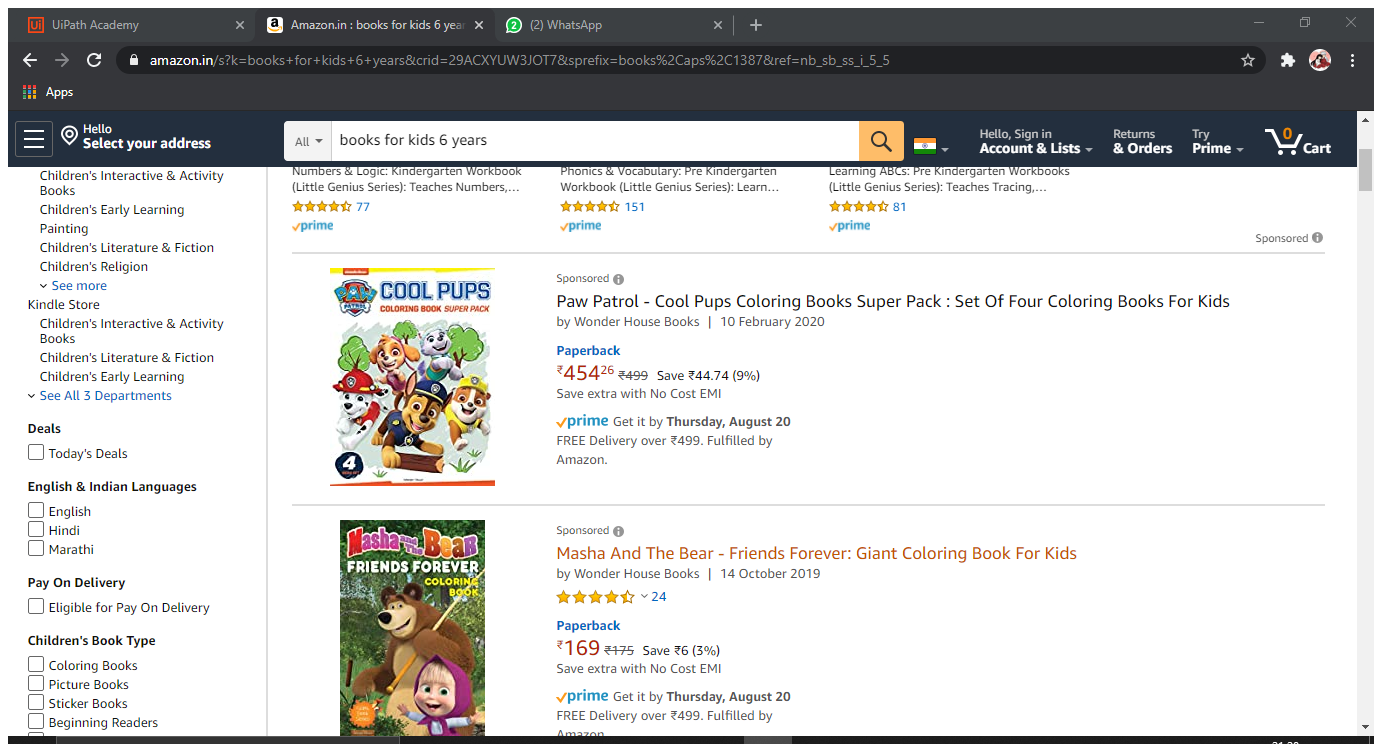 UiPath Academy
Amazon.in : books for kids 6 year
(2) WhatsApp
amazon.in/s?k=books+for+kids+6+years&crid=29ACXYUW3JOT7&sprefix=books%2Caps%2C1387&ref=nb_sb_ss_i_5_5
Apps
Hello
Select your address
All
books for kids 6 years
Hello, Sign in
Account & Lists
Returns
& Orders
Try
Prime
0
Cart
Children's Interactive & Activity
Books
Children's Early Learning
Painting
Children's Literature & Fiction
Children's Religion
See more
Kindle Store
Children's Interactive & Activity
Books
Children's Literature & Fiction
Children's Early Learning
See All 3 Departments
Deals
Today's Deals
English & Indian Languages
English
Hindi
Marathi
Pay On Delivery
Eligible for Pay On Delivery
Children's Book Type
Coloring Books
Picture Books
Sticker Books
Beginning Readers
Numbers & Logic: Kindergarten Workbook
(Little Genius Series): Teaches Numbers,...
77
prime
Phonics & Vocabulary: Pre Kindergarten
Workbook (Little Genius Series): Learn...
151
prime
Learning ABCs: Pre Kindergarten Workbooks
(Little Genius Series): Teaches Tracing,...
81
prime
Sponsored
PAW PATROL
COOL PUPS
COLORING BOOK SUPER PACK
4
Sponsored
Paw Patrol - Cool Pups Coloring Books Super Pack : Set Of Four Coloring Books For Kids
by Wonder House Books | 10 February 2020
Paperback
₹454.26 ₹499 Save ₹44.74 (9%)
Save extra with No Cost EMI
prime Get it by Thursday, August 20
FREE Delivery over ₹499. Fulfilled by
Amazon.
Masha and The Bear
FRIENDS FOREVER
COLORING
BOOK
Sponsored
Masha And The Bear - Friends Forever: Giant Coloring Book For Kids
by Wonder House Books | 14 October 2019
24
Paperback
₹169 ₹175 Save ₹6 (3%)
Save extra with No Cost EMI
prime Get it by Thursday, August 20
FREE Delivery over ₹499. Fulfilled by
Amazon.